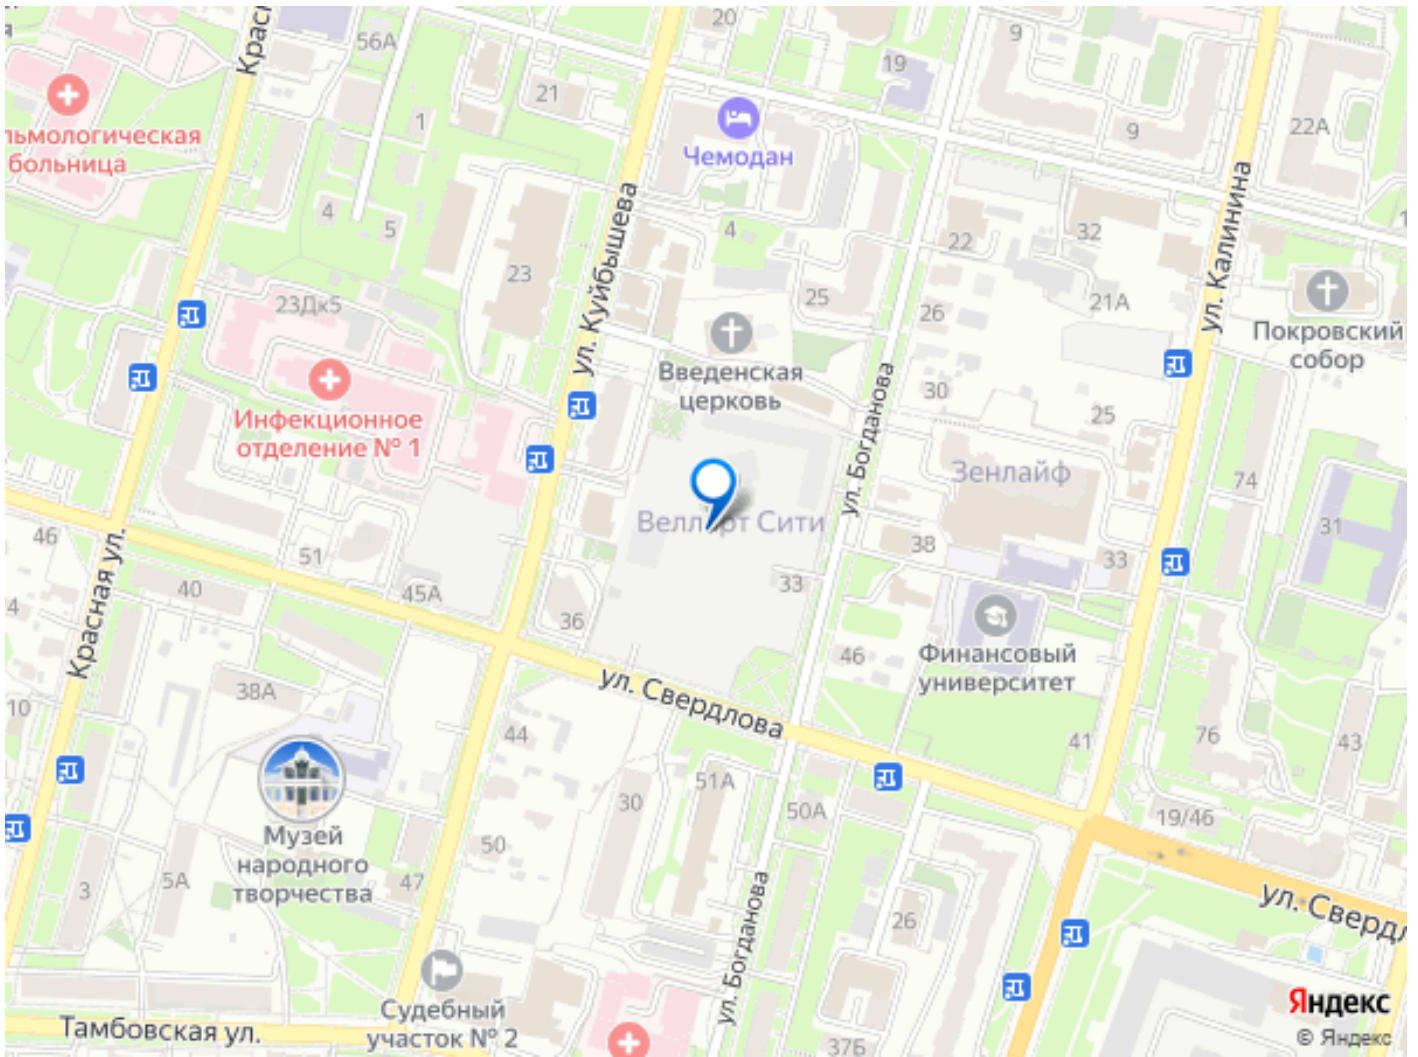 Крас
56А
20
9
19
21
1
9
22А
льмологическая
больница
Чемодан
ул. Куйбышева
4
5
4
22
32
ул. Калинина
23
23Дк5
25
26
21А
Введенская
церковь
Покровский
собор
30
25
Инфекционное
отделение № 1
ул. Богданова
Зенлайф
74
Велларт Сити
31
46
51
38
33
Красная ул.
40
45А
33
4
36
46
Финансовый
университет
ул. Свердлова
38А
10
44
41
76
43
51А
30
50А
19/46
Музей
народного
творчества
50
3
5А
47
ул. Богданова
26
ул. Свердл
Судебный
участок № 2
Тамбовская ул.
37Б
Яндекс
© Яндекс